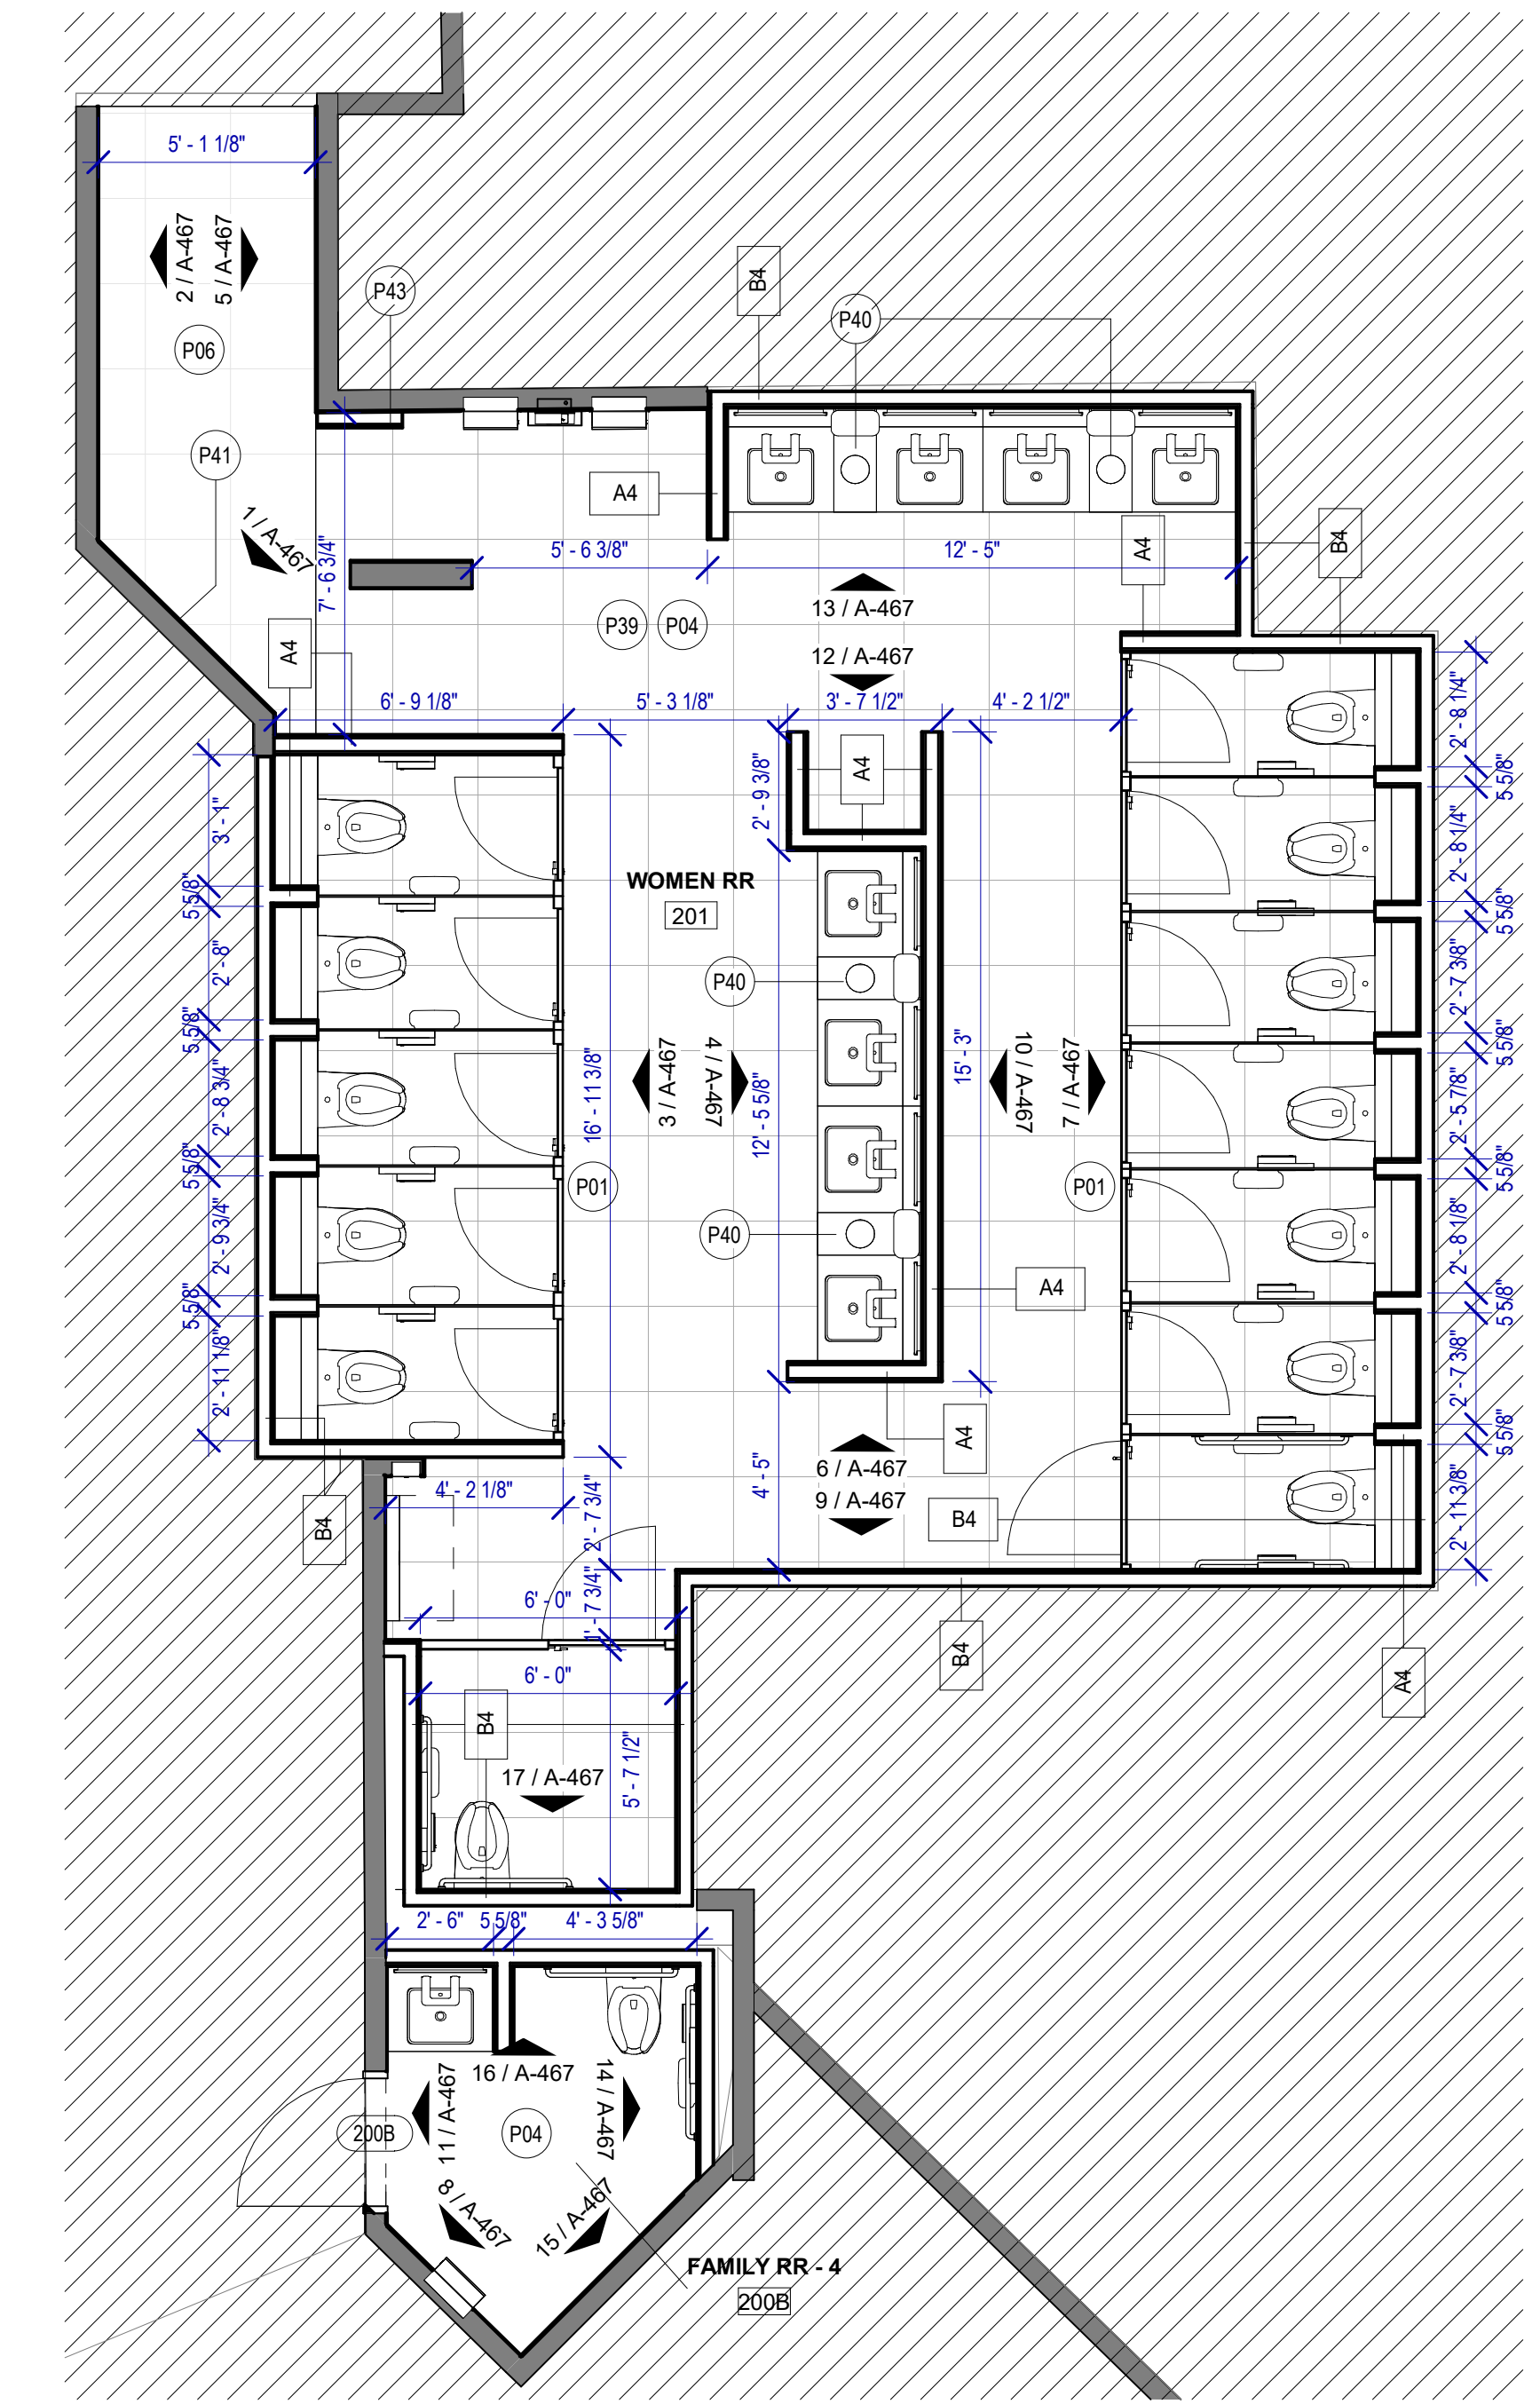 5' - 1 1/8"
2 / A-467
5 / A-467
P43
B4
P40
P06
P41
A4
1 / A-467
7' - 6 3/4"
5' - 6 3/8"
12' - 5"
A4
B4
P39
P04
13 / A-467
12 / A-467
A4
6' - 9 1/8"
5' - 3 1/8"
3' - 7 1/2"
4' - 2 1/2"
2' - 9 3/8"
A4
3' - 1"
5 5/8"
2' - 8"
5 5/8"
2' - 8 3/4"
5 5/8"
2' - 9 3/4"
5 5/8"
2' - 11 1/8"
2' - 8 1/4"
5 5/8"
2' - 8 1/4"
5 5/8"
2' - 7 3/8"
5 5/8"
2' - 5 7/8"
5 5/8"
2' - 8 1/8"
5 5/8"
2' - 7 3/8"
5 5/8"
2' - 11 3/8"
WOMEN RR
201
P40
3 / A-467
4 / A-467
16' - 11 3/8"
12' - 5 5/8"
15' - 3"
10 / A-467
7 / A-467
P01
P01
P40
A4
A4
4' - 5"
6 / A-467
9 / A-467
B4
4' - 2 1/8"
B4
2' - 7 3/4"
1' - 7 3/4"
6' - 0"
B4
A4
6' - 0"
B4
5' - 7 1/2"
17 / A-467
2' - 6"
5 5/8"
4' - 3 5/8"
16 / A-467
11 / A-467
14 / A-467
200B
P04
8 / A-467
15 / A-467
FAMILY RR - 4
200B